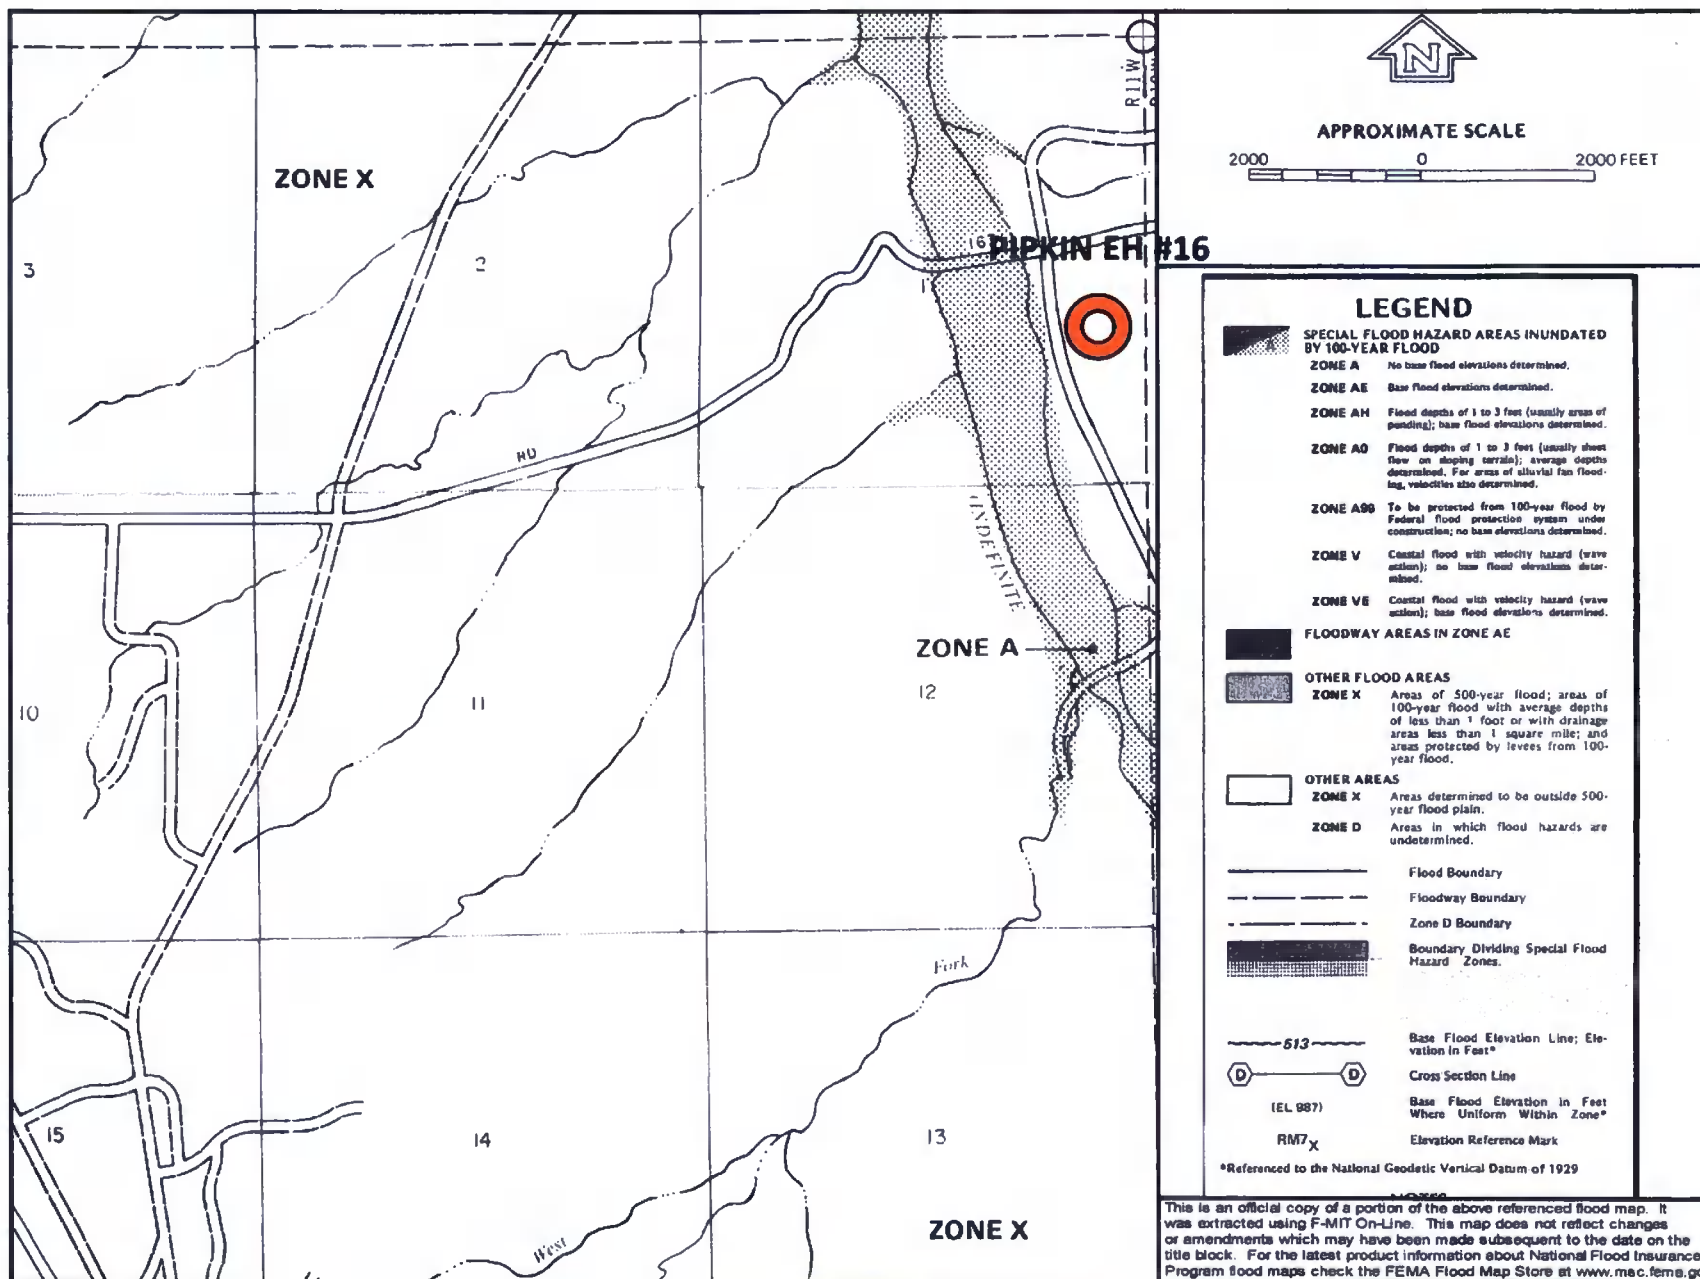 ZONE X
3
2
R11W
PIPKIN EH #16
RD
INDEFINITE
ZONE A
12
10
11
Fork
15
14
13
West
ZONE X
N
APPROXIMATE SCALE
2000 0 2000 FEET
LEGEND
SPECIAL FLOOD HAZARD AREAS INUNDATED
BY 100-YEAR FLOOD
ZONE A No base flood elevations determined.
ZONE AE Base flood elevations determined.
ZONE AH Flood depths of 1 to 3 feet (usually areas of
ponding); base flood elevations determined.
ZONE AO Flood depths of 1 to 3 feet (usually sheet
flow on sloping terrain); average depths
determined. For areas of alluvial fan flood-
ing, velocities also determined.
ZONE A99 To be protected from 100-year flood by
Federal flood protection system under
construction; no base elevations determined.
ZONE V Coastal flood with velocity hazard (wave
action); no base flood elevations deter-
mined.
ZONE VE Coastal flood with velocity hazard (wave
action); base flood elevations determined.
FLOODWAY AREAS IN ZONE AE
OTHER FLOOD AREAS
ZONE X Areas of 500-year flood; areas of
100-year flood with average depths
of less than 1 foot or with drainage
areas less than 1 square mile; and
areas protected by levees from 100-
year flood.
OTHER AREAS
ZONE X Areas determined to be outside 500-
year flood plain.
ZONE D Areas in which flood hazards are
undetermined.
Flood Boundary
Floodway Boundary
Zone D Boundary
Boundary Dividing Special Flood
Hazard Zones.
513 Base Flood Elevation Line; Ele-
vation in Feet*
D D Cross Section Line
(EL 987) Base Flood Elevation in Feet
Where Uniform Within Zone*
RM7X Elevation Reference Mark
*Referenced to the National Geodetic Vertical Datum of 1929
This is an official copy of a portion of the above referenced flood map. It
was extracted using F-MIT On-Line. This map does not reflect changes
or amendments which may have been made subsequent to the date on the
title block. For the latest product information about National Flood Insurance
Program flood maps check the FEMA Flood Map Store at www.msc.fema.go